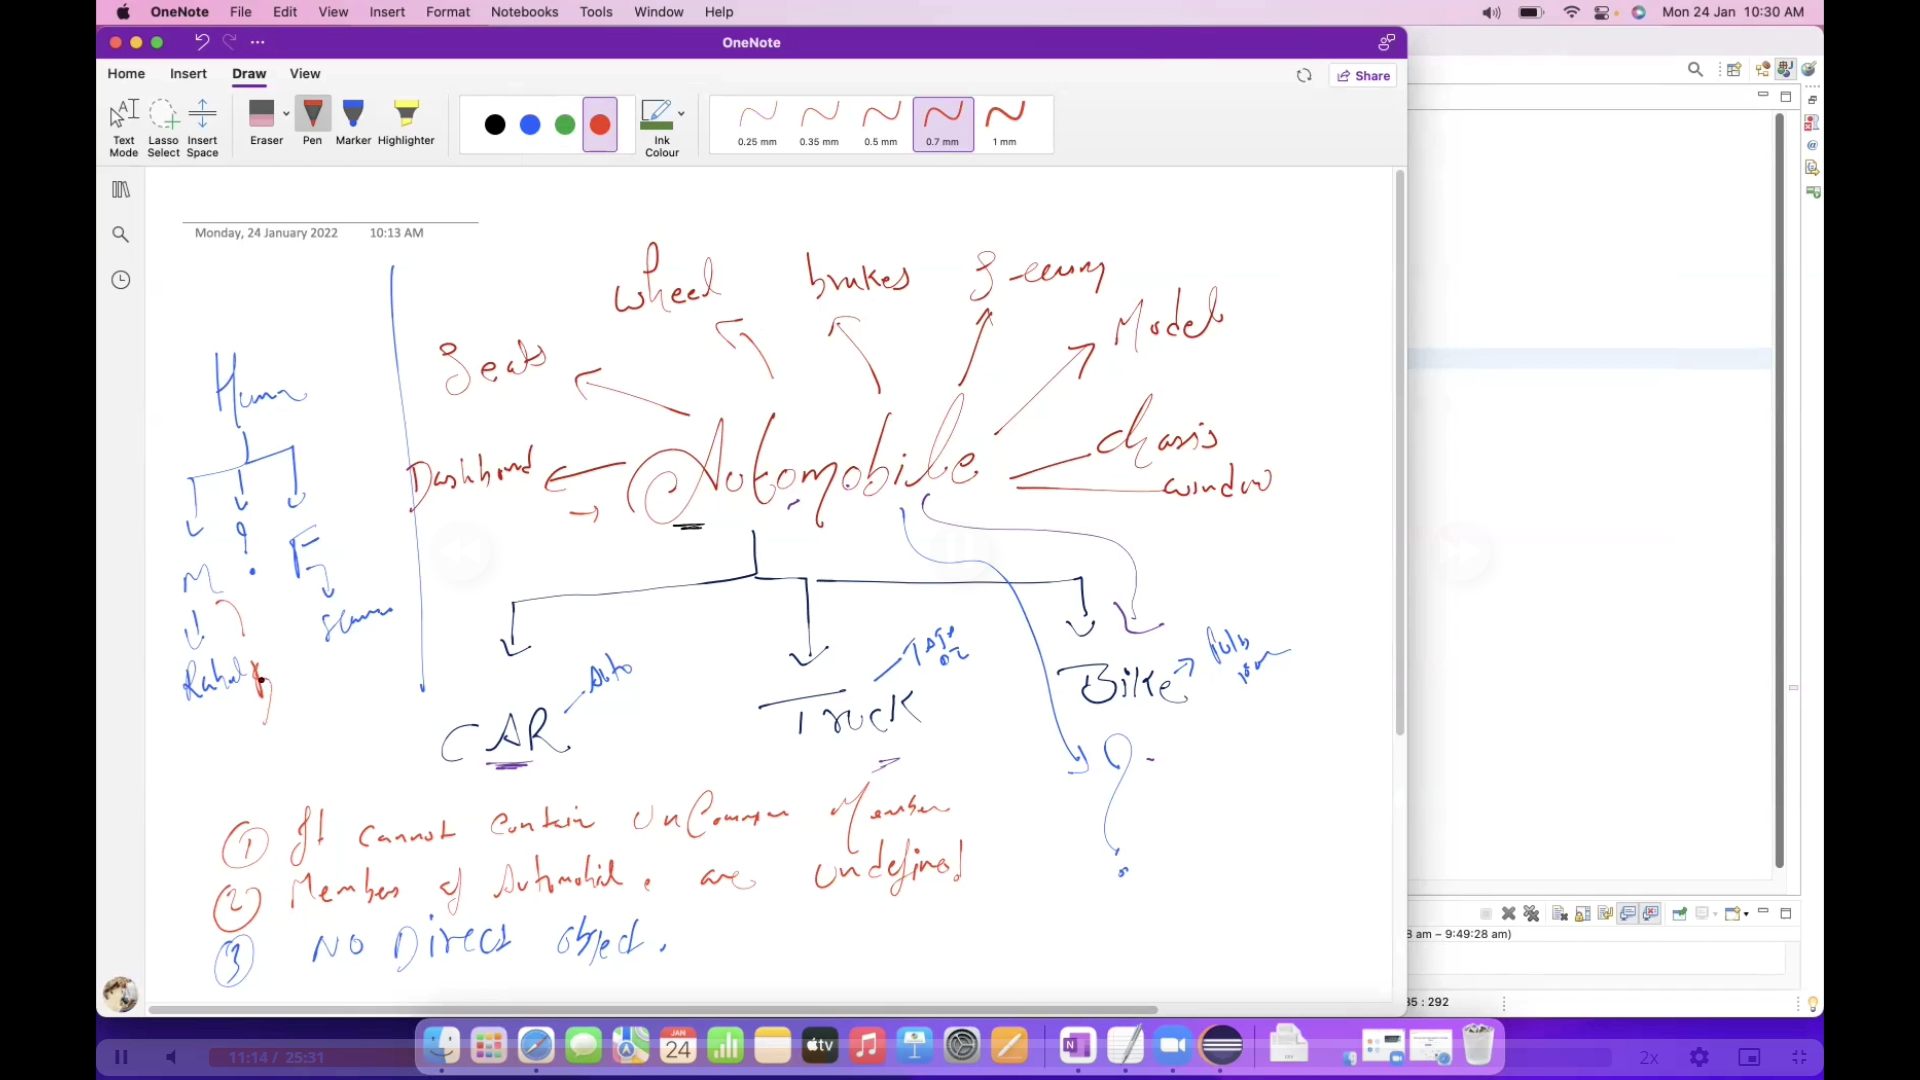 OneNote File Edit View Insert Format Notebooks Tools Window Help Mon 24 Jan 10:30 AM
OneNote
Home Insert Draw View Share
Text Mode
Lasso Select
Insert Space
Eraser Pen Marker Highlighter
Ink Colour
0.25 mm 0.35 mm 0.5 mm 0.7 mm 1 mm
Monday, 24 January 2022 10:13 AM
wheel brakes
Model
Seats
Human
Chasis
Dashboard Automobile window
M ? F
Rahul
CAR Auto
Truck
Bike
?
① It cannot contain UnCommon Member
② Members of Automobile are undefined
③ NO Direct object.
8 am – 9:49:28 am)
35 : 292
JAN
24
tv
11:14 / 25:31
2x